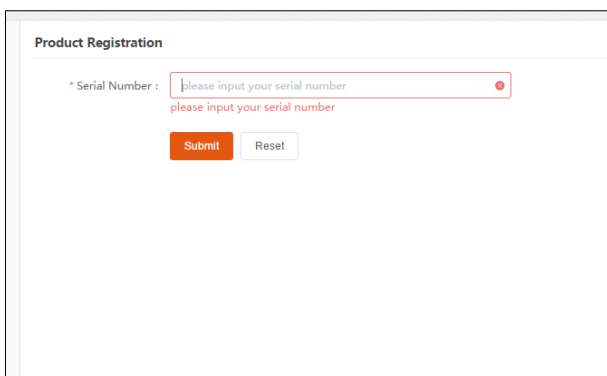 Product Registration
* Serial Number : please input your serial number
please input your serial number
Submit Reset